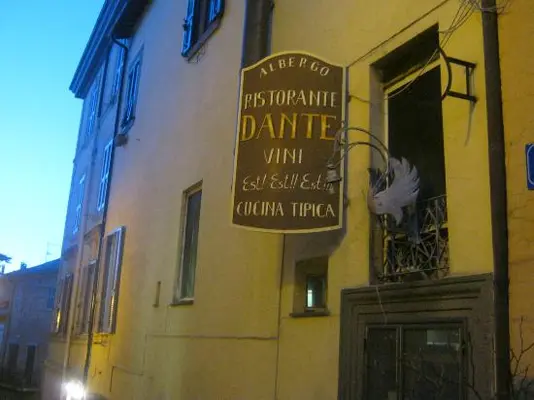 ALBERGO
RISTORANTE
DANTE
VINI
Est! Est!! Est!!!
CUCINA TIPICA